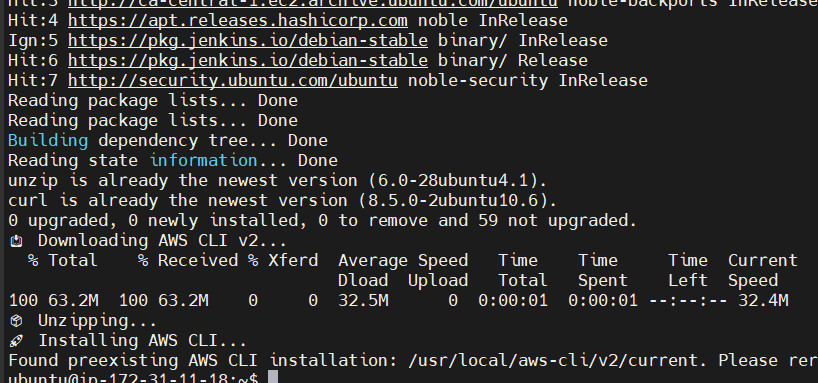 Hit:3 http://ca-central-1.ec2.archive.ubuntu.com/ubuntu noble-backports InRelease
Hit:4 https://apt.releases.hashicorp.com noble InRelease
Ign:5 https://pkg.jenkins.io/debian-stable binary/ InRelease
Hit:6 https://pkg.jenkins.io/debian-stable binary/ Release
Hit:7 http://security.ubuntu.com/ubuntu noble-security InRelease
Reading package lists... Done
Reading package lists... Done
Building dependency tree... Done
Reading state information... Done
unzip is already the newest version (6.0-28ubuntu4.1).
curl is already the newest version (8.5.0-2ubuntu10.6).
0 upgraded, 0 newly installed, 0 to remove and 59 not upgraded.
Downloading AWS CLI v2...
% Total % Received % Xferd Average Speed Time Time Time Current
Dload Upload Total Spent Left Speed
100 63.2M 100 63.2M 0 0 32.5M 0 0:00:01 0:00:01 --:--:-- 32.4M
Unzipping...
Installing AWS CLI...
Found preexisting AWS CLI installation: /usr/local/aws-cli/v2/current. Please rer
ubuntu@ip-172-31-11-18:~$